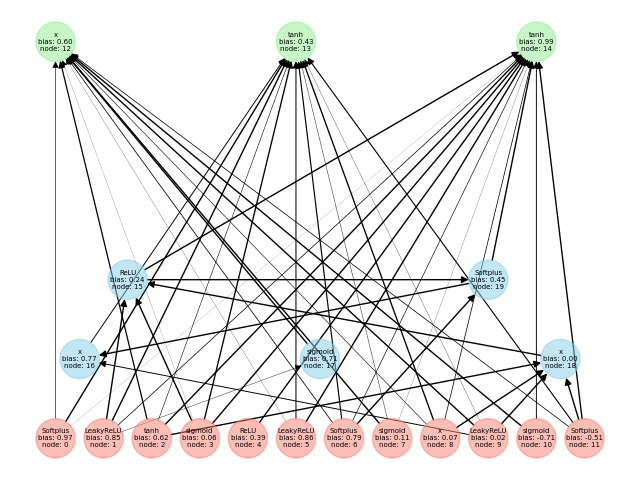 x
bias: 0.60
node: 12
tanh
bias: 0.43
node: 13
tanh
bias: 0.99
node: 14
ReLU
bias: 0.24
node: 15
Softplus
bias: 0.45
node: 19
x
bias: 0.77
node: 16
sigmoid
bias: 0.71
node: 17
x
bias: 0.00
node: 18
Softplus
bias: 0.97
node: 0
LeakyReLU
bias: 0.85
node: 1
tanh
bias: 0.62
node: 2
sigmoid
bias: 0.06
node: 3
ReLU
bias: 0.39
node: 4
LeakyReLU
bias: 0.86
node: 5
Softplus
bias: 0.79
node: 6
sigmoid
bias: 0.11
node: 7
x
bias: 0.07
node: 8
LeakyReLU
bias: 0.02
node: 9
sigmoid
bias: -0.71
node: 10
Softplus
bias: -0.51
node: 11